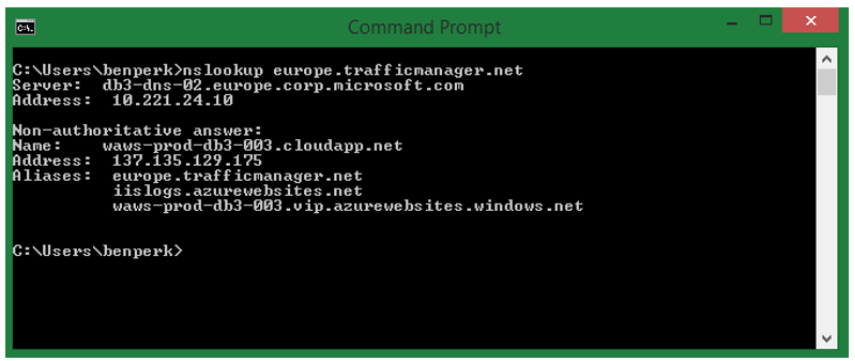 Command Prompt
C:\Users\benperk>nslookup europe.trafficmanager.net
Server:  db3-dns-02.europe.corp.microsoft.com
Address:  10.221.24.10
Non-authoritative answer:
Name:    waws-prod-db3-003.cloudapp.net
Address:  137.135.129.175
Aliases:  europe.trafficmanager.net
          iislogs.azurewebsites.net
          waws-prod-db3-003.vip.azurewebsites.windows.net
C:\Users\benperk>